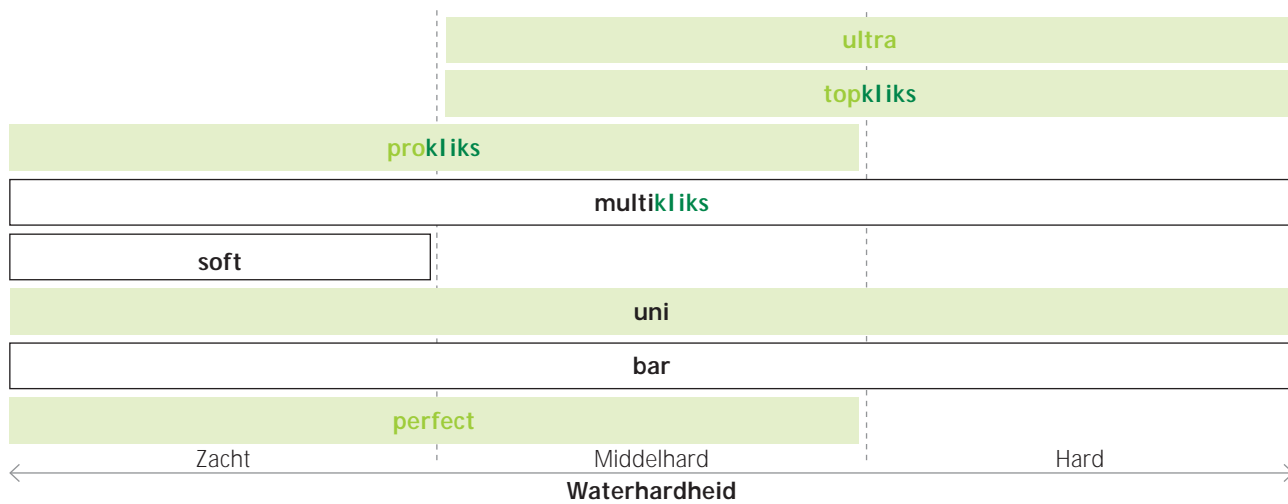 ultra
topkliks
prokliks
multikliks
soft
uni
bar
perfect
Zacht Middelhard Hard
Waterhardheid